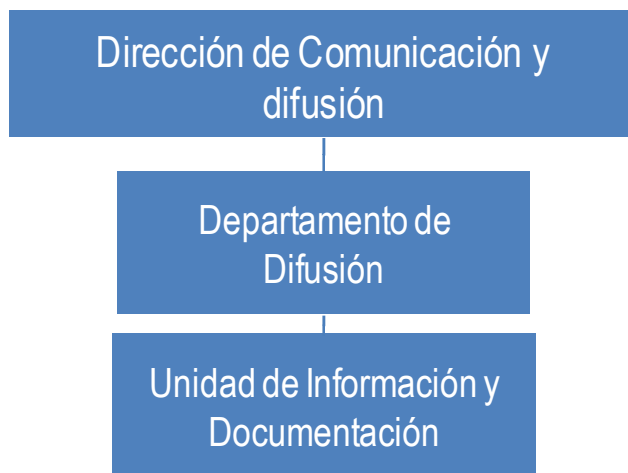 Dirección de Comunicación y
difusión
Departamento de
Difusión
Unidad de Información y
Documentación